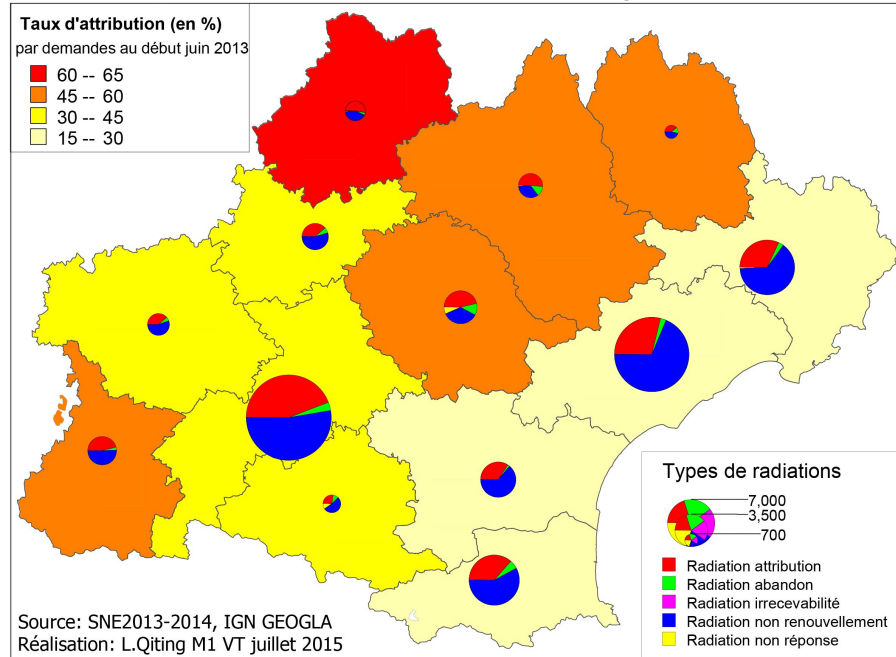 Taux d'attribution (en %)
par demandes au début juin 2013
60 -- 65
45 -- 60
30 -- 45
15 -- 30
Types de radiations
7,000
3,500
700
Radiation attribution
Radiation abandon
Radiation irrecevabilité
Radiation non renouvellement
Radiation non réponse
Source: SNE2013-2014, IGN GEOGLA
Réalisation: L.Qiting M1 VT juillet 2015